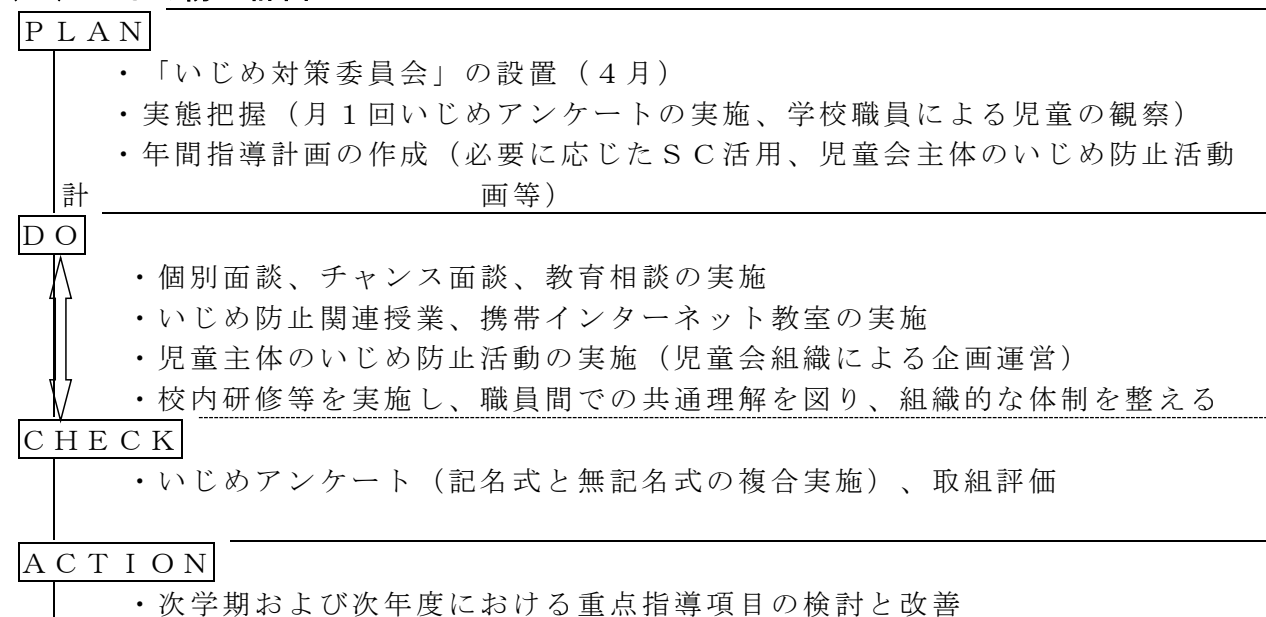 ＰＬＡＮ
・「いじめ対策委員会」の設置（４月）
・実態把握（月１回いじめアンケートの実施、学校職員による児童の観察）
・年間指導計画の作成（必要に応じたＳＣ活用、児童会主体のいじめ防止活動
計
画等）
ＤＯ
・個別面談、チャンス面談、教育相談の実施
・いじめ防止関連授業、携帯インターネット教室の実施
・児童主体のいじめ防止活動の実施（児童会組織による企画運営）
・校内研修等を実施し、職員間での共通理解を図り、組織的な体制を整える
ＣＨＥＣＫ
・いじめアンケート（記名式と無記名式の複合実施）、取組評価
ＡＣＴＩＯＮ
・次学期および次年度における重点指導項目の検討と改善